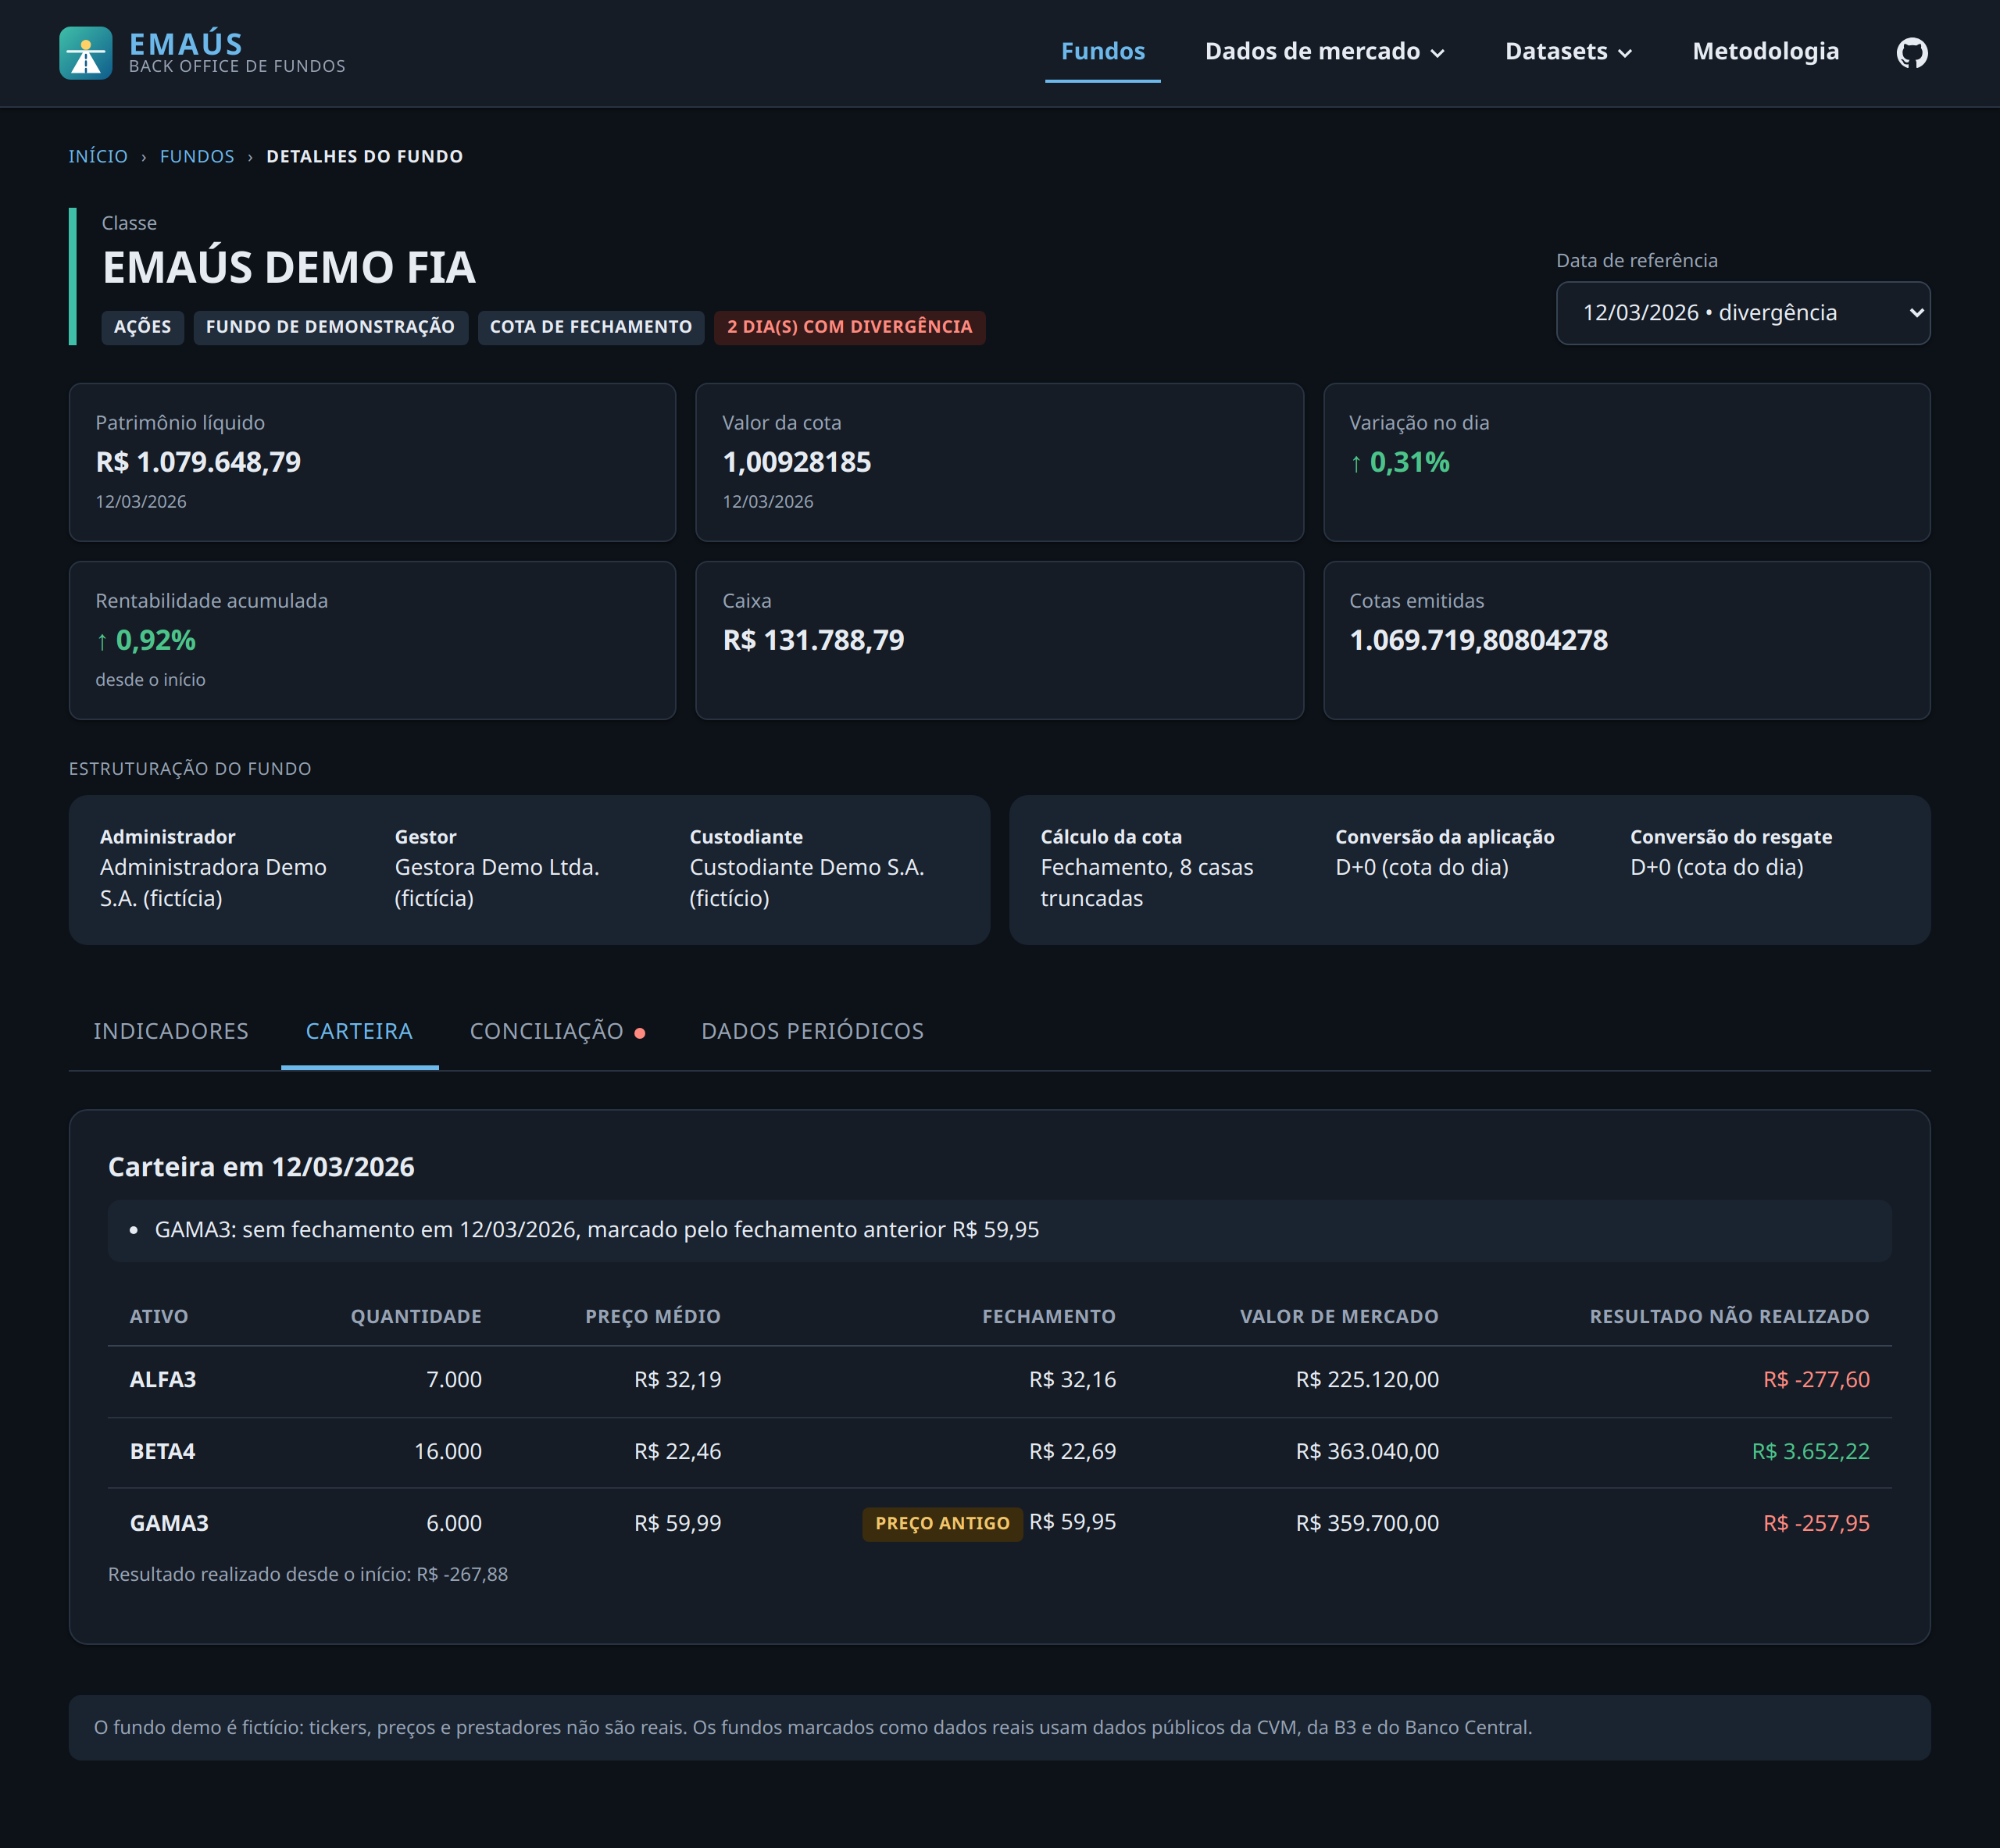 EMAÚS
BACK OFFICE DE FUNDOS
Fundos
Dados de mercado
Datasets
Metodologia
INÍCIO › FUNDOS › DETALHES DO FUNDO
Classe
EMAÚS DEMO FIA
AÇÕES
FUNDO DE DEMONSTRAÇÃO
COTA DE FECHAMENTO
2 DIA(S) COM DIVERGÊNCIA
Data de referência
12/03/2026 • divergência
Patrimônio líquido
R$ 1.079.648,79
12/03/2026
Valor da cota
1,00928185
12/03/2026
Variação no dia
↑ 0,31%
Rentabilidade acumulada
↑ 0,92%
desde o início
Caixa
R$ 131.788,79
Cotas emitidas
1.069.719,80804278
ESTRUTURAÇÃO DO FUNDO
Administrador
Administradora Demo
S.A. (fictícia)
Gestor
Gestora Demo Ltda.
(fictícia)
Custodiante
Custodiante Demo S.A.
(fictício)
Cálculo da cota
Fechamento, 8 casas
truncadas
Conversão da aplicação
D+0 (cota do dia)
Conversão do resgate
D+0 (cota do dia)
INDICADORES
CARTEIRA
CONCILIAÇÃO
DADOS PERIÓDICOS
Carteira em 12/03/2026
• GAMA3: sem fechamento em 12/03/2026, marcado pelo fechamento anterior R$ 59,95
ATIVO QUANTIDADE PREÇO MÉDIO FECHAMENTO VALOR DE MERCADO RESULTADO NÃO REALIZADO
ALFA3 7.000 R$ 32,19 R$ 32,16 R$ 225.120,00 R$ -277,60
BETA4 16.000 R$ 22,46 R$ 22,69 R$ 363.040,00 R$ 3.652,22
GAMA3 6.000 R$ 59,99 PREÇO ANTIGO R$ 59,95 R$ 359.700,00 R$ -257,95
Resultado realizado desde o início: R$ -267,88
O fundo demo é fictício: tickers, preços e prestadores não são reais. Os fundos marcados como dados reais usam dados públicos da CVM, da B3 e do Banco Central.